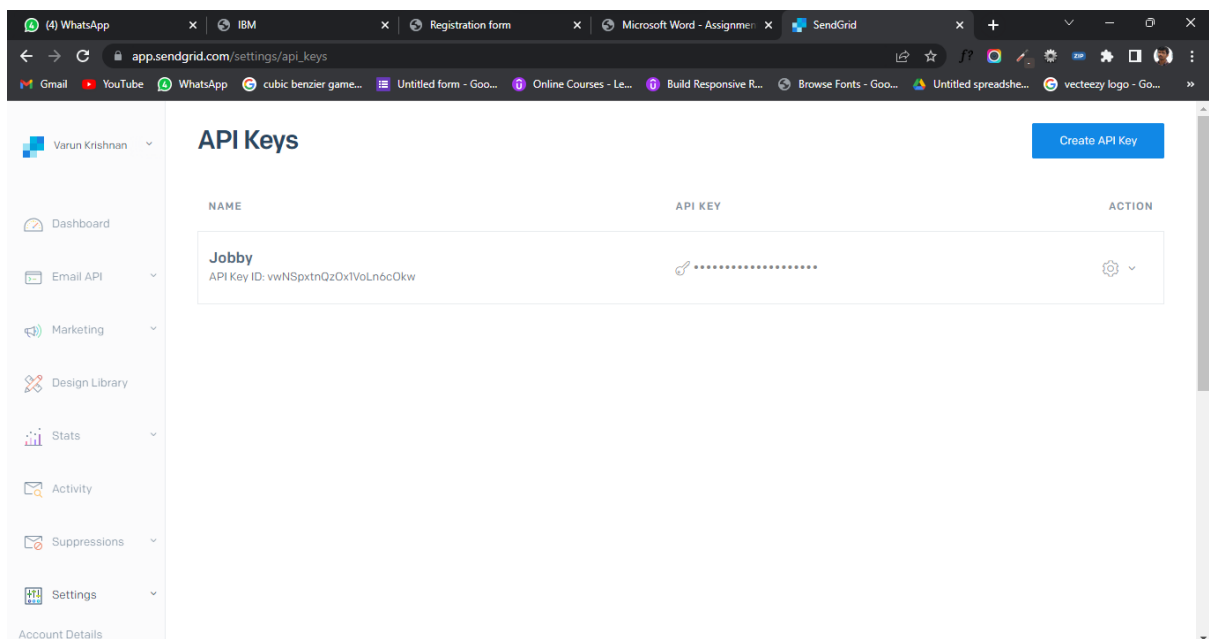 (4) WhatsApp
IBM
Registration form
Microsoft Word - Assignmen
SendGrid
app.sendgrid.com/settings/api_keys
Gmail
YouTube
WhatsApp
cubic benzier game...
Untitled form - Goo...
Online Courses - Le...
Build Responsive R...
Browse Fonts - Goo...
Untitled spreadshe...
vecteezy logo - Go...
Varun Krishnan
API Keys
Create API Key
NAME
API KEY
ACTION
Dashboard
Jobby
API Key ID: vwNSpxtnQzOx1VoLn6cOkw
••••••••••••••••••••
Email API
Marketing
Design Library
Stats
Activity
Suppressions
Settings
Account Details